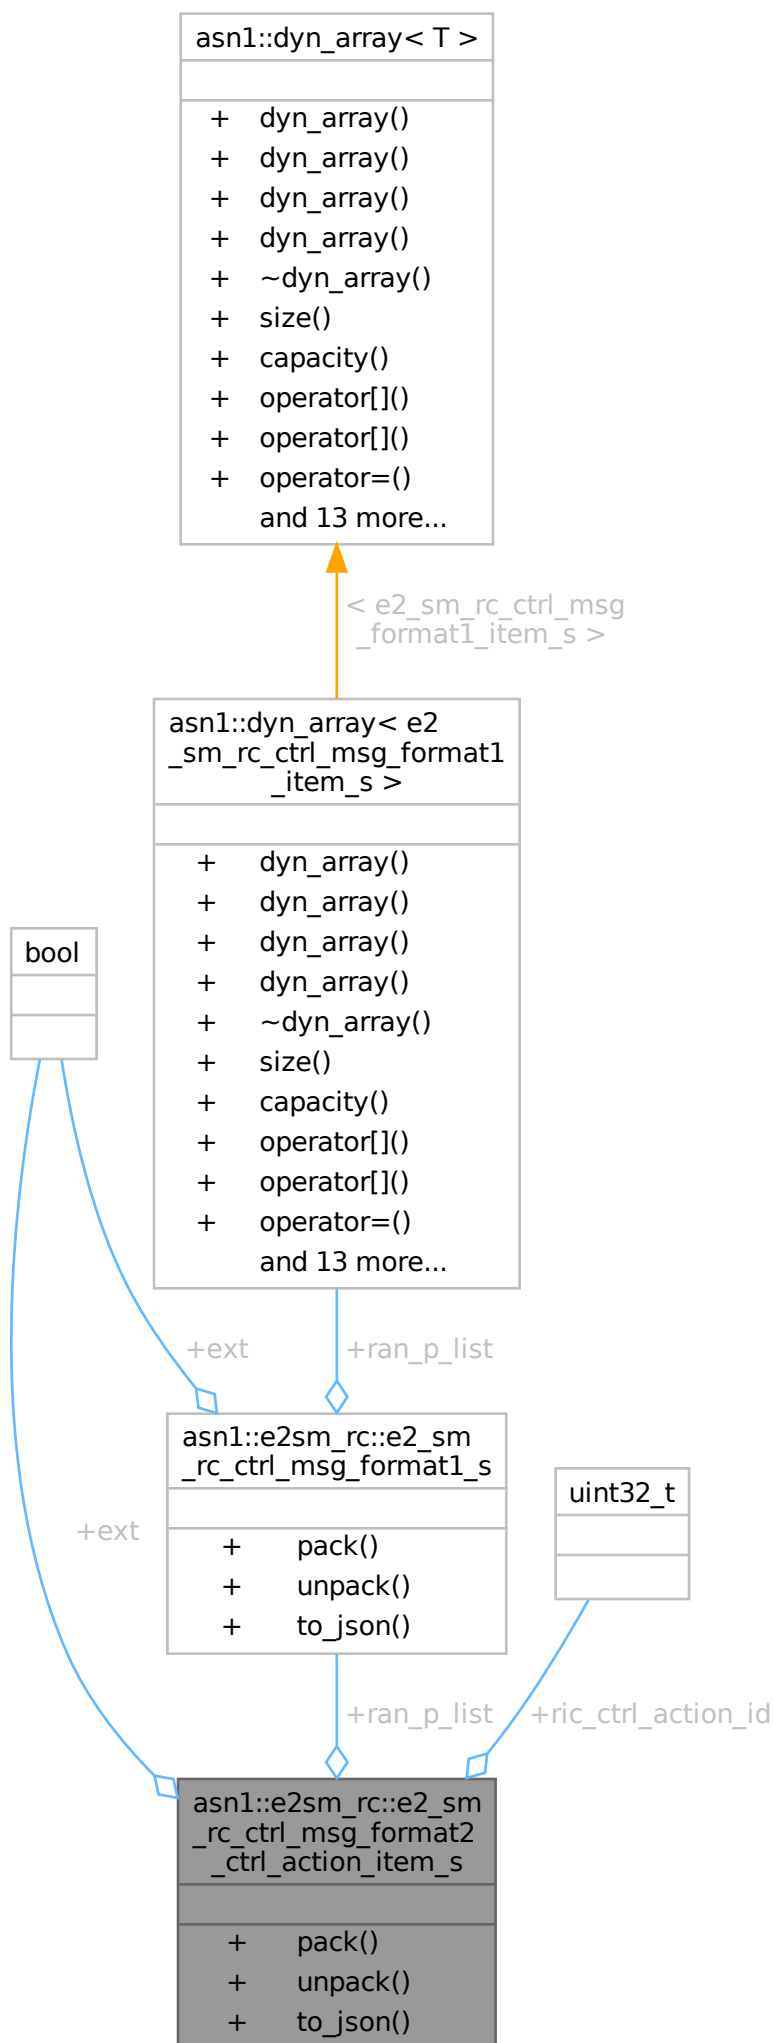 asn1::dyn_array< T >
+ dyn_array()
+ dyn_array()
+ dyn_array()
+ dyn_array()
+ ~dyn_array()
+ size()
+ capacity()
+ operator[]()
+ operator[]()
+ operator=()
and 13 more...
< e2_sm_rc_ctrl_msg
_format1_item_s >
asn1::dyn_array< e2
_sm_rc_ctrl_msg_format1
_item_s >
+ dyn_array()
+ dyn_array()
+ dyn_array()
+ dyn_array()
+ ~dyn_array()
+ size()
+ capacity()
+ operator[]()
+ operator[]()
+ operator=()
and 13 more...
bool
+ext
+ran_p_list
asn1::e2sm_rc::e2_sm
_rc_ctrl_msg_format1_s
+ pack()
+ unpack()
+ to_json()
uint32_t
+ext
+ran_p_list
+ric_ctrl_action_id
asn1::e2sm_rc::e2_sm
_rc_ctrl_msg_format2
_ctrl_action_item_s
+ pack()
+ unpack()
+ to_json()